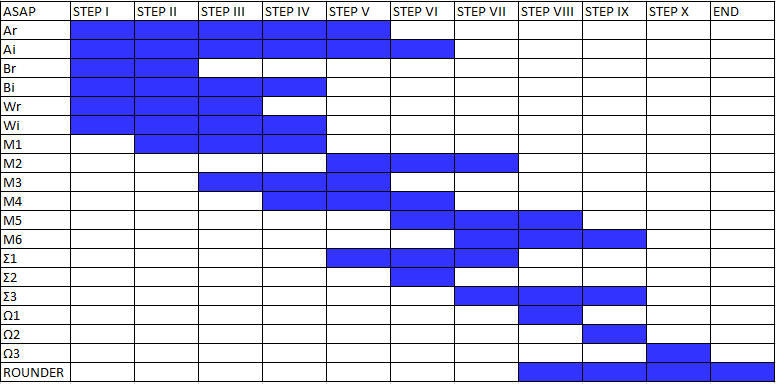 ASAP STEP I STEP II STEP III STEP IV STEP V STEP VI STEP VII STEP VIII STEP IX STEP X END
Ar
Ai
Br
Bi
Wr
Wi
M1
M2
M3
M4
M5
M6
Σ1
Σ2
Σ3
Ω1
Ω2
Ω3
ROUNDER